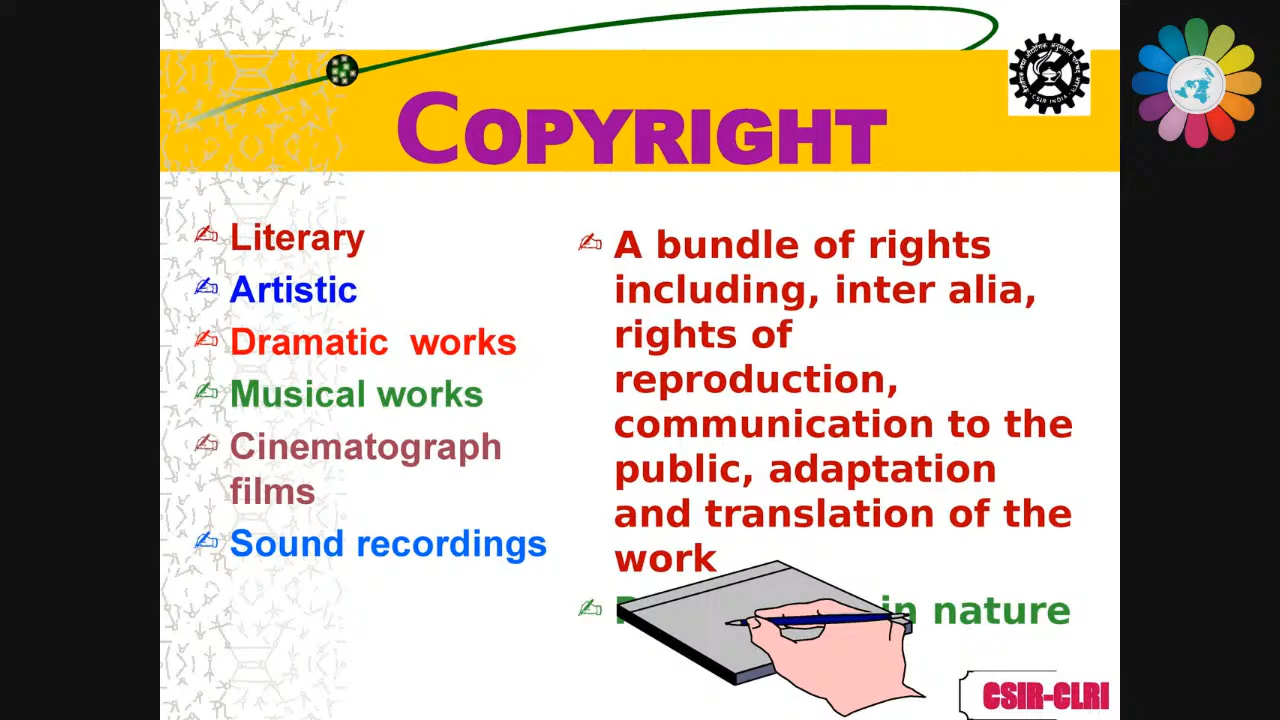 COPYRIGHT
Literary
Artistic
Dramatic works
Musical works
Cinematograph
films
Sound recordings
A bundle of rights
including, inter alia,
rights of
reproduction,
communication to the
public, adaptation
and translation of the
work
in nature
CSIR-CLRI